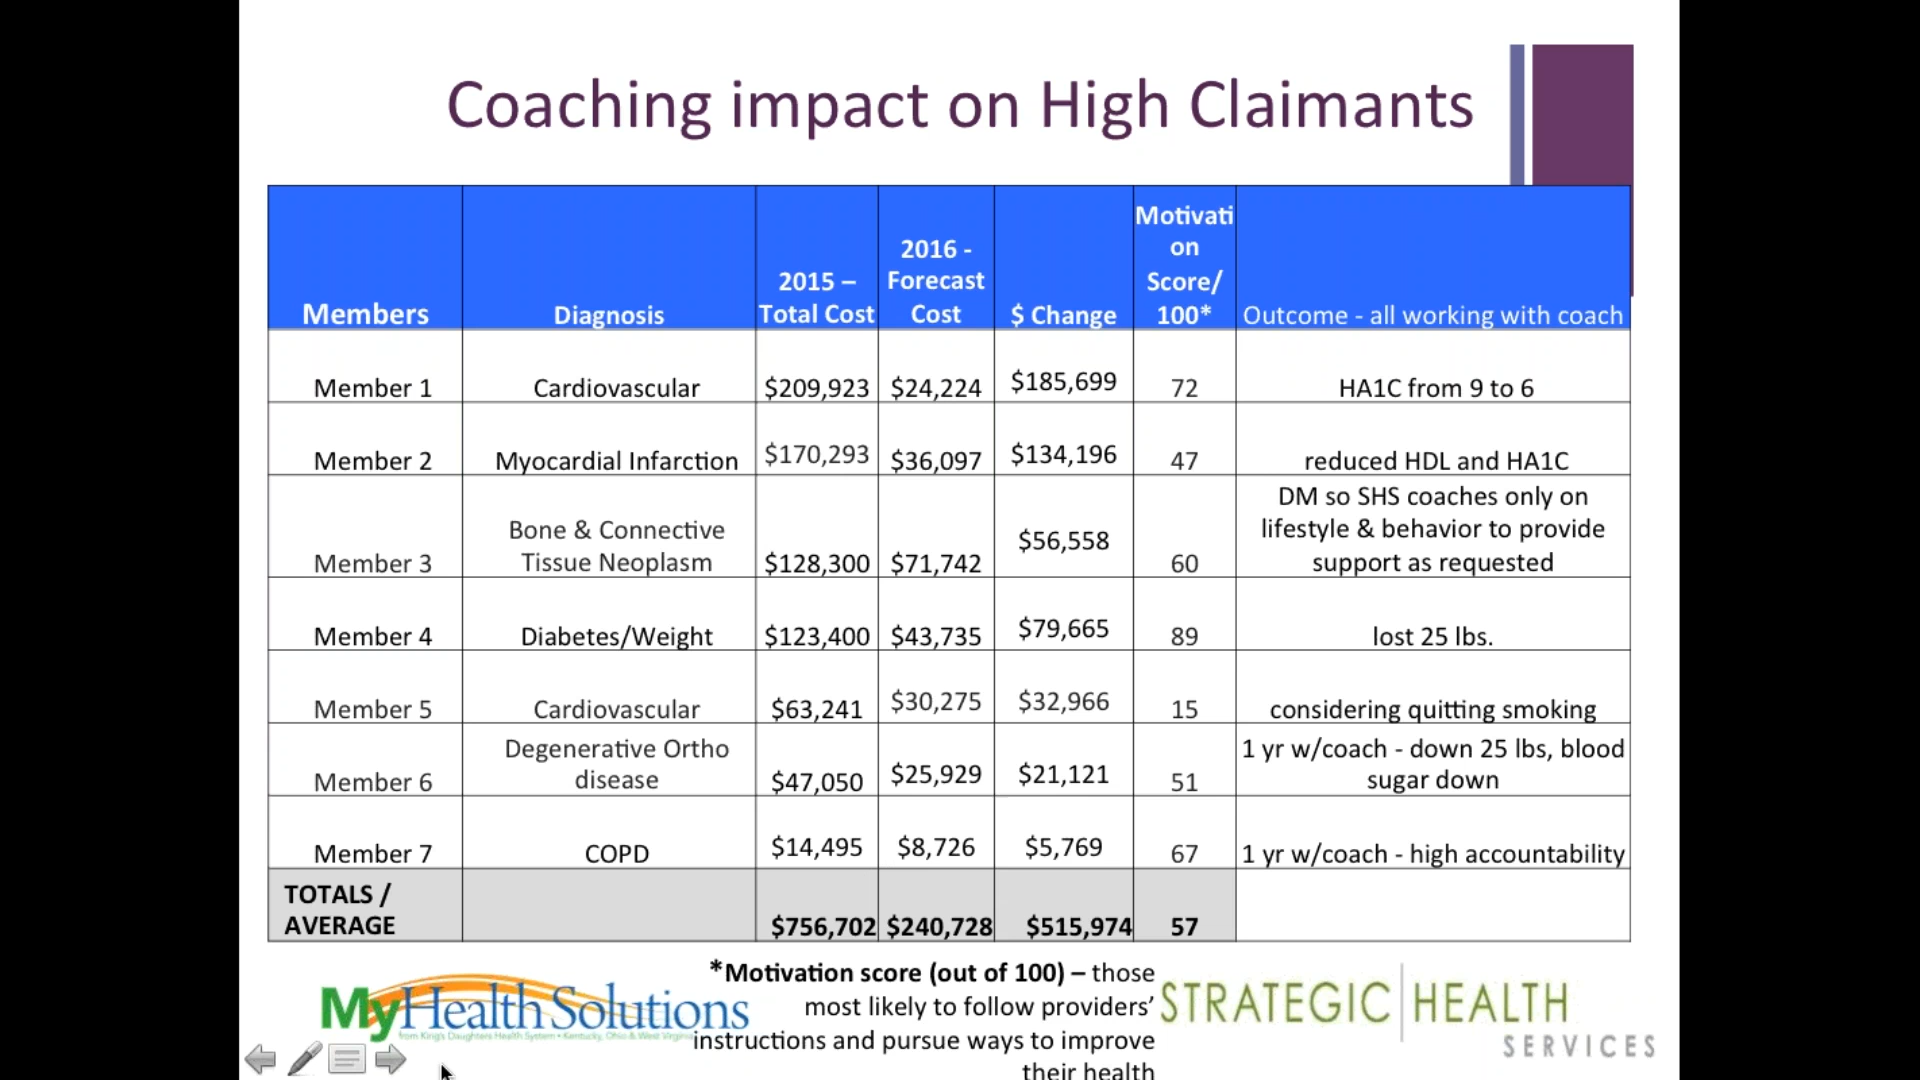 Coaching impact on High Claimants
Members
Diagnosis
2015 –
Total Cost
2016 -
Forecast
Cost
$ Change
Motivati
on
Score/
100*
Outcome - all working with coach
Member 1
Cardiovascular
$209,923
$24,224
$185,699
72
HA1C from 9 to 6
Member 2
Myocardial Infarction
$170,293
$36,097
$134,196
47
reduced HDL and HA1C
Member 3
Bone & Connective
Tissue Neoplasm
$128,300
$71,742
$56,558
60
DM so SHS coaches only on
lifestyle & behavior to provide
support as requested
Member 4
Diabetes/Weight
$123,400
$43,735
$79,665
89
lost 25 lbs.
Member 5
Cardiovascular
$63,241
$30,275
$32,966
15
considering quitting smoking
Member 6
Degenerative Ortho
disease
$47,050
$25,929
$21,121
51
1 yr w/coach - down 25 lbs, blood
sugar down
Member 7
COPD
$14,495
$8,726
$5,769
67
1 yr w/coach - high accountability
TOTALS /
AVERAGE
$756,702
$240,728
$515,974
57
*Motivation score (out of 100) – those
most likely to follow providers’
instructions and pursue ways to improve
their health
MyHealthSolutions
from King's Daughters Health System • Kentucky, Ohio & West Virginia
STRATEGIC HEALTH
SERVICES